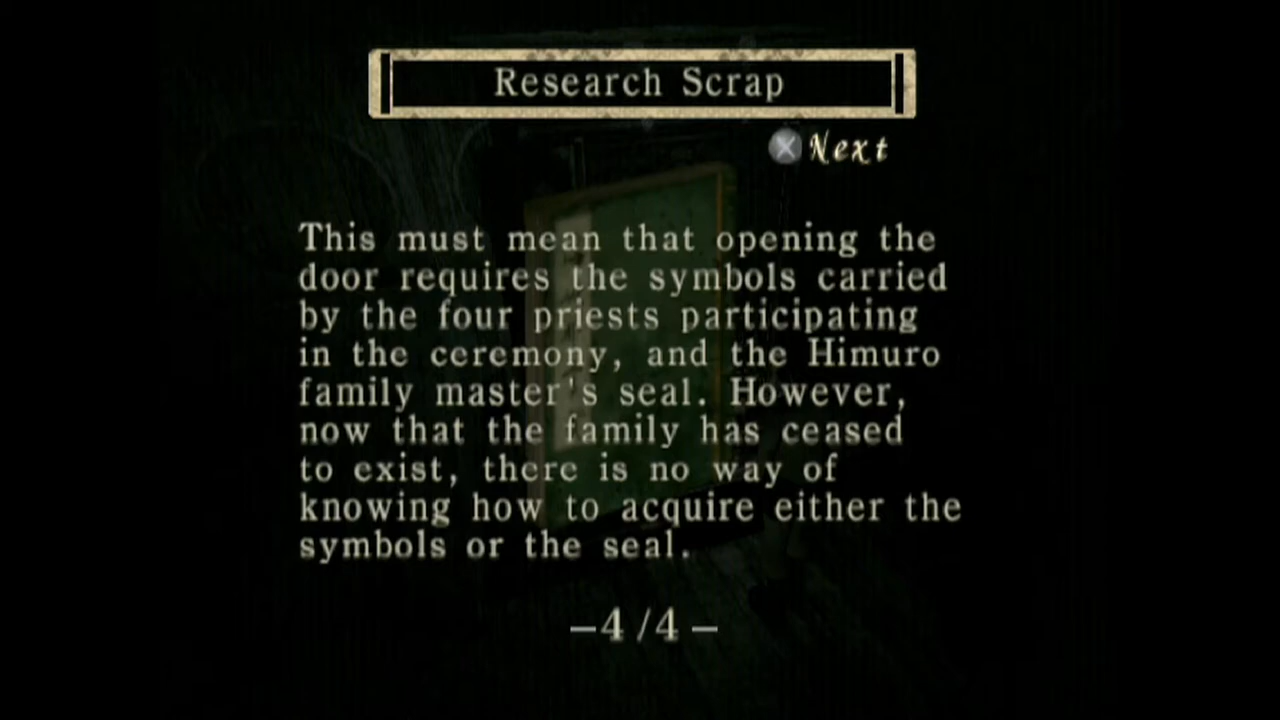 Research Scrap
Next
This must mean that opening the
door requires the symbols carried
by the four priests participating
in the ceremony, and the Himuro
family master's seal. However,
now that the family has ceased
to exist, there is no way of
knowing how to acquire either the
symbols or the seal.
–4/4–